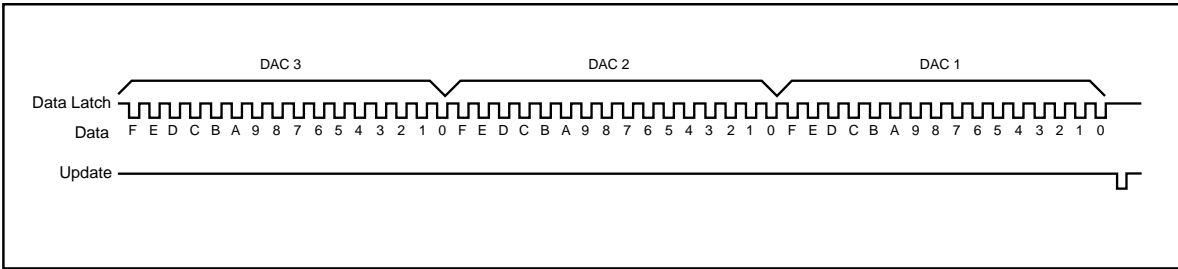 DAC 3 DAC 2 DAC 1
Data Latch
Data F E D C B A 9 8 7 6 5 4 3 2 1 0 F E D C B A 9 8 7 6 5 4 3 2 1 0 F E D C B A 9 8 7 6 5 4 3 2 1 0
Update